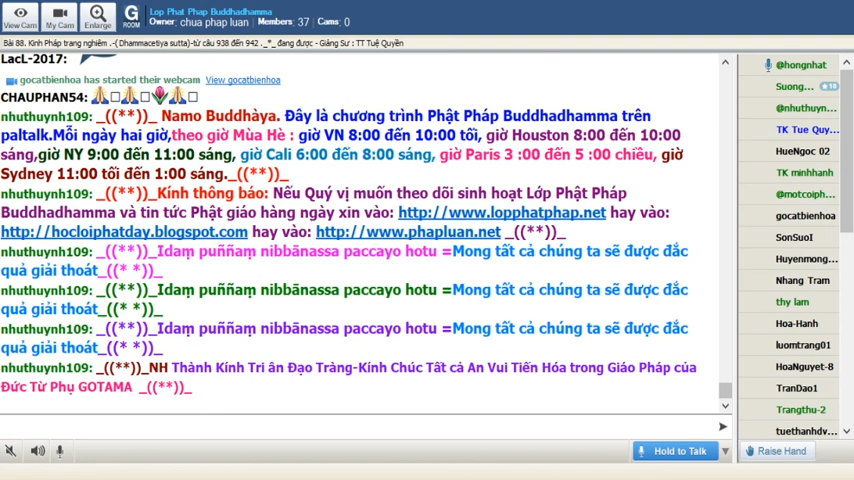 View Cam
My Cam
Enlarge
G ROOM
Lop Phat Phap Buddhadhamma
Owner: chua phap luan Members: 37 Cams: 0
Bài 88. Kinh Pháp trang nghiêm .-( Dhammacetiya sutta)-từ câu 938 đến 942 ._*_ đang được - Giảng Sư : TT Tuệ Quyền
LacL-2017:
gocatbienhoa has started their webcam View gocatbienhoa
CHAUPHAN54:
nhuthuynh109: _((**))_ Namo Buddhàya. Đây là chương trình Phật Pháp Buddhadhamma trên
paltalk.Mỗi ngày hai giờ,theo giờ Mùa Hè : giờ VN 8:00 đến 10:00 tối, giờ Houston 8:00 đến 10:00
sáng,giờ NY 9:00 đến 11:00 sáng, giờ Cali 6:00 đến 8:00 sáng, giờ Paris 3 :00 đến 5 :00 chiều, giờ
Sydney 11:00 tối đến 1:00 sáng._((**))_
nhuthuynh109: _((**))_Kính thông báo: Nếu Quý vị muốn theo dõi sinh hoạt Lớp Phật Pháp
Buddhadhamma và tin tức Phật giáo hàng ngày xin vào: http://www.lopphatphap.net hay vào:
http://hocloiphatday.blogspot.com hay vào: http://www.phapluan.net _((**))_
nhuthuynh109: _((**))_Idaṃ puññaṃ nibbānassa paccayo hotu =Mong tất cả chúng ta sẽ được đắc
quả giải thoát_((* *))_
nhuthuynh109: _((**))_Idaṃ puññaṃ nibbānassa paccayo hotu =Mong tất cả chúng ta sẽ được đắc
quả giải thoát_((* *))_
nhuthuynh109: _((**))_Idaṃ puññaṃ nibbānassa paccayo hotu =Mong tất cả chúng ta sẽ được đắc
quả giải thoát_((* *))_
nhuthuynh109: _((**))_NH Thành Kính Tri ân Đạo Tràng-Kính Chúc Tất cả An Vui Tiến Hóa trong Giáo Pháp của
Đức Từ Phụ GOTAMA _((**))_
Hold to Talk
@hongnhat
Suong... 18
@nhuthuyn...
TK Tue Quy...
HueNgoc 02
TK minhhanh
@motcoiph...
gocatbienhoa
SonSuoI
Huyenmong...
Nhang Tram
thy lam
Hoa-Hanh
luomtrang01
HoaNguyet-8
TranDao1
Trangthu-2
tuethanhdv...
Raise Hand